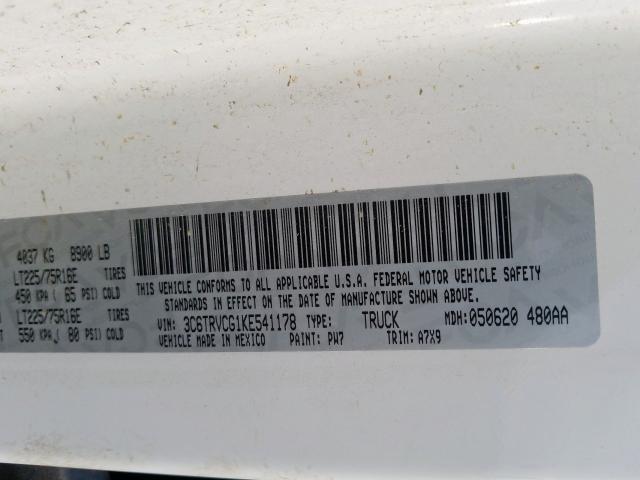 4037 KG 8900 LB
LT225/75R16E TIRES
450 KPA( 65 PSI) COLD
LT225/75R16E TIRES
550 KPA( 80 PSI) COLD
THIS VEHICLE CONFORMS TO ALL APPLICABLE U.S.A. FEDERAL MOTOR VEHICLE SAFETY
STANDARDS IN EFFECT ON THE DATE OF MANUFACTURE SHOWN ABOVE.
VIN: 3C6TRVCG1KE541178 TYPE: TRUCK MDH: 050620 480AA
VEHICLE MADE IN MEXICO PAINT: PW7 TRIM: A7X9